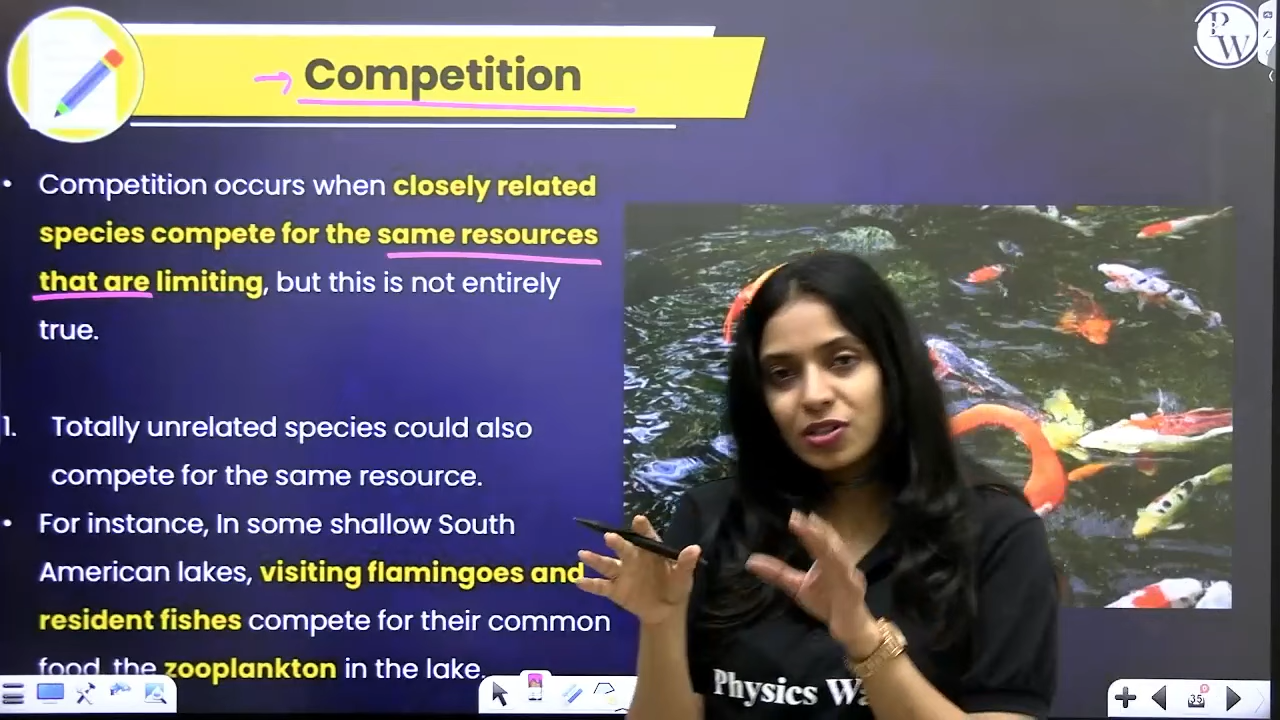 Competition
PW
• Competition occurs when closely related
species compete for the same resources
that are limiting, but this is not entirely
true.
1. Totally unrelated species could also
compete for the same resource.
• For instance, In some shallow South
American lakes, visiting flamingoes and
resident fishes compete for their common
food, the zooplankton in the lake.
Physics
35